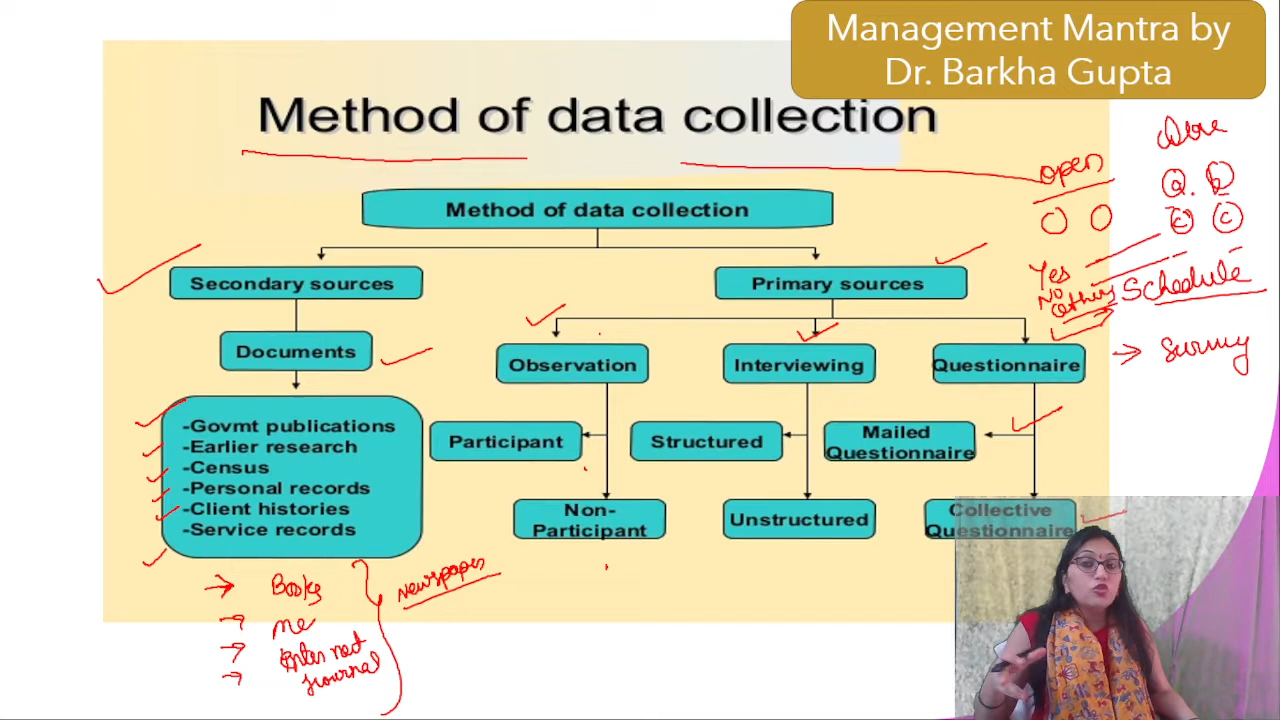 Management Mantra by
Dr. Barkha Gupta
Method of data collection
Method of data collection
Secondary sources
Primary sources
Documents
Observation
Interviewing
Questionnaire
-Govmt publications
-Earlier research
-Census
-Personal records
-Client histories
-Service records
Participant
Structured
Mailed
Questionnaire
Non-
Participant
Unstructured
Collective
Questionnaire
open
Yes
No
Schedule
→ Survey
→ Books
Newspaper
Journal